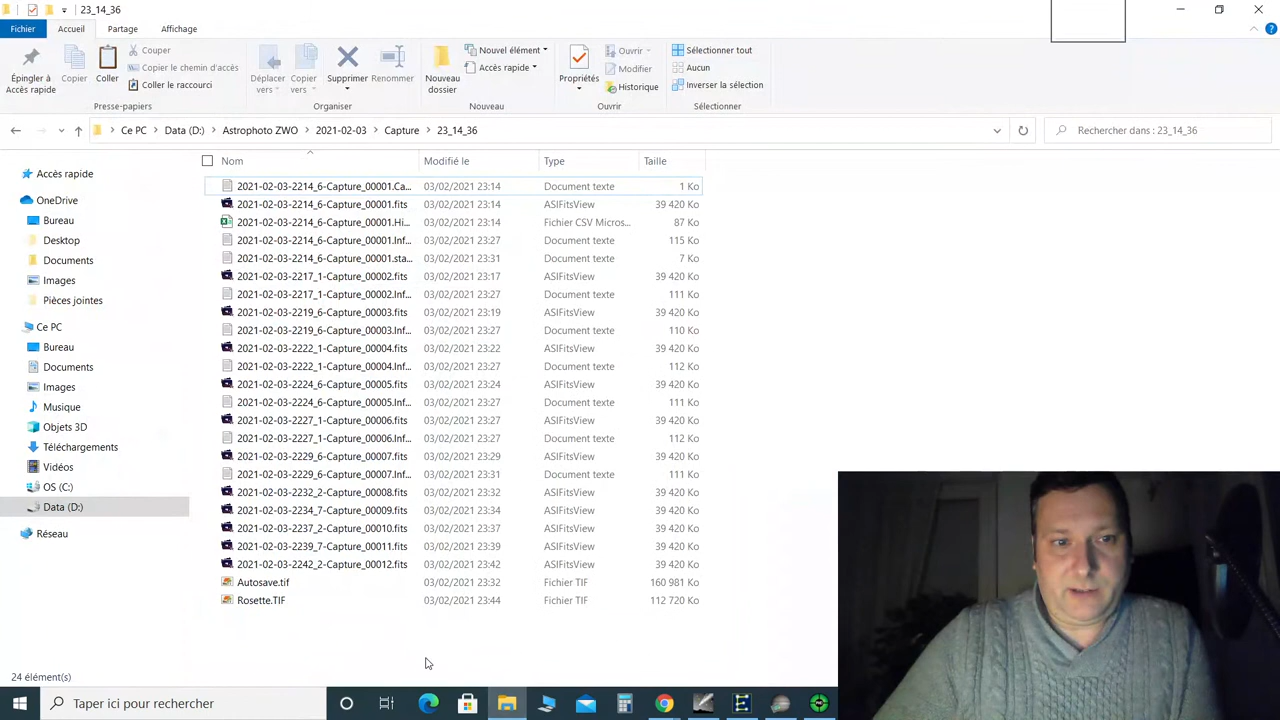 23_14_36
Fichier Accueil Partage Affichage
Épingler à Accès rapide
Copier
Coller
Couper
Copier le chemin d'accès
Coller le raccourci
Presse-papiers
Déplacer vers
Copier vers
Supprimer
Renommer
Organiser
Nouveau dossier
Nouvel élément
Accès rapide
Nouveau
Propriétés
Ouvrir
Modifier
Historique
Ouvrir
Sélectionner tout
Aucun
Inverser la sélection
Sélectionner
Ce PC > Data (D:) > Astrophoto ZWO > 2021-02-03 > Capture > 23_14_36
Rechercher dans : 23_14_36
Accès rapide
OneDrive
Bureau
Desktop
Documents
Images
Pièces jointes
Ce PC
Bureau
Documents
Images
Musique
Objets 3D
Téléchargements
Vidéos
OS (C:)
Data (D:)
Réseau
Nom Modifié le Type Taille
2021-02-03-2214_6-Capture_00001.Ca... 03/02/2021 23:14 Document texte 1 Ko
2021-02-03-2214_6-Capture_00001.fits 03/02/2021 23:14 ASIFitsView 39 420 Ko
2021-02-03-2214_6-Capture_00001.Hi... 03/02/2021 23:14 Fichier CSV Micros... 87 Ko
2021-02-03-2214_6-Capture_00001.Inf... 03/02/2021 23:27 Document texte 115 Ko
2021-02-03-2214_6-Capture_00001.sta... 03/02/2021 23:31 Document texte 7 Ko
2021-02-03-2217_1-Capture_00002.fits 03/02/2021 23:17 ASIFitsView 39 420 Ko
2021-02-03-2217_1-Capture_00002.Inf... 03/02/2021 23:27 Document texte 111 Ko
2021-02-03-2219_6-Capture_00003.fits 03/02/2021 23:19 ASIFitsView 39 420 Ko
2021-02-03-2219_6-Capture_00003.Inf... 03/02/2021 23:27 Document texte 110 Ko
2021-02-03-2222_1-Capture_00004.fits 03/02/2021 23:22 ASIFitsView 39 420 Ko
2021-02-03-2222_1-Capture_00004.Inf... 03/02/2021 23:27 Document texte 112 Ko
2021-02-03-2224_6-Capture_00005.fits 03/02/2021 23:24 ASIFitsView 39 420 Ko
2021-02-03-2224_6-Capture_00005.Inf... 03/02/2021 23:27 Document texte 111 Ko
2021-02-03-2227_1-Capture_00006.fits 03/02/2021 23:27 ASIFitsView 39 420 Ko
2021-02-03-2227_1-Capture_00006.Inf... 03/02/2021 23:27 Document texte 112 Ko
2021-02-03-2229_6-Capture_00007.fits 03/02/2021 23:29 ASIFitsView 39 420 Ko
2021-02-03-2229_6-Capture_00007.Inf... 03/02/2021 23:31 Document texte 111 Ko
2021-02-03-2232_2-Capture_00008.fits 03/02/2021 23:32 ASIFitsView 39 420 Ko
2021-02-03-2234_7-Capture_00009.fits 03/02/2021 23:34 ASIFitsView 39 420 Ko
2021-02-03-2237_2-Capture_00010.fits 03/02/2021 23:37 ASIFitsView 39 420 Ko
2021-02-03-2239_7-Capture_00011.fits 03/02/2021 23:39 ASIFitsView 39 420 Ko
2021-02-03-2242_2-Capture_00012.fits 03/02/2021 23:42 ASIFitsView 39 420 Ko
Autosave.tif 03/02/2021 23:32 Fichier TIF 160 981 Ko
Rosette.TIF 03/02/2021 23:44 Fichier TIF 112 720 Ko
24 élément(s)
Taper ici pour rechercher